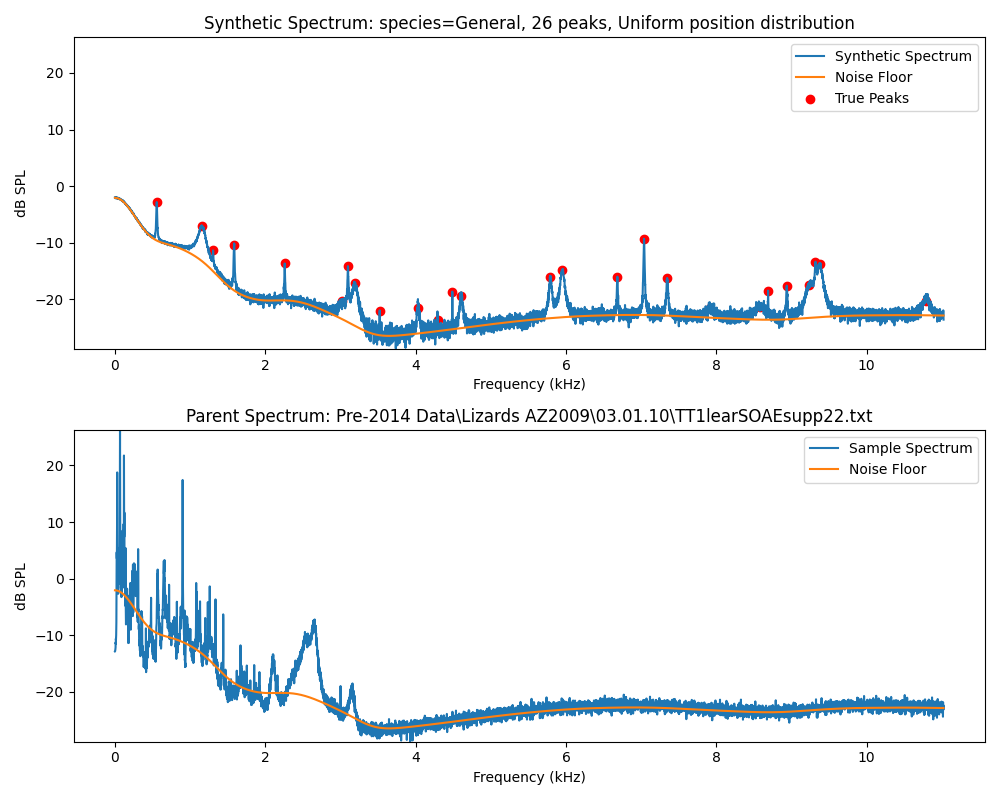 Synthetic Spectrum: species=General, 26 peaks, Uniform position distribution
20
10
0
−10
−20
dB SPL
Synthetic Spectrum
Noise Floor
True Peaks
0 2 4 6 8 10
Frequency (kHz)
Parent Spectrum: Pre-2014 Data\Lizards AZ2009\03.01.10\TT1learSOAEsupp22.txt
20
10
0
−10
−20
dB SPL
Sample Spectrum
Noise Floor
0 2 4 6 8 10
Frequency (kHz)